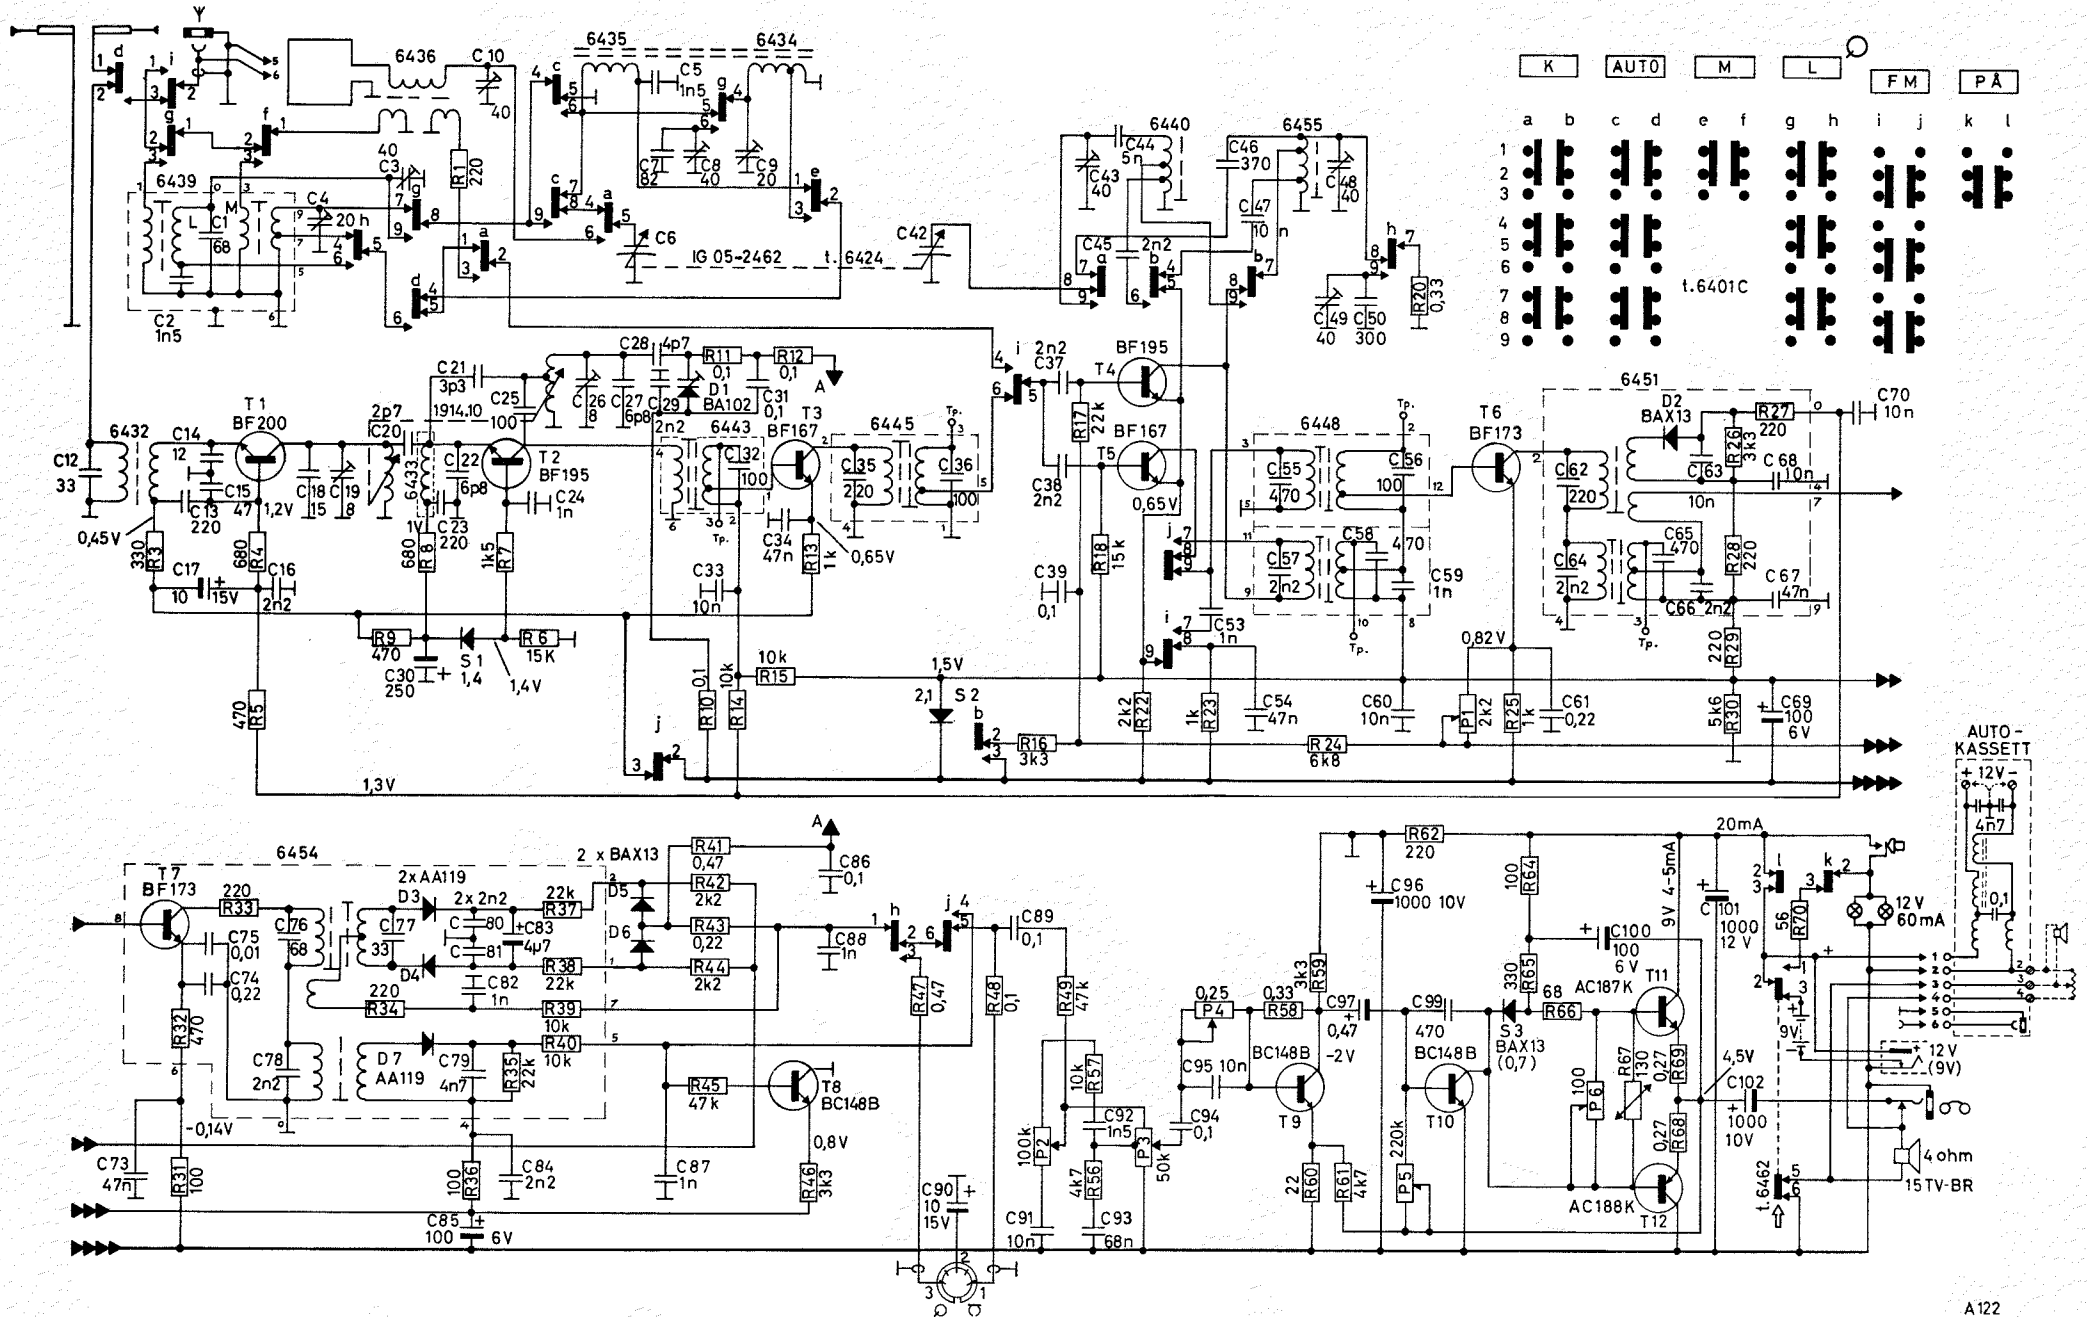 K AUTO M L FM PÅ
a b c d e f g h i j k l
1
2
3
4
5
6
7
8
9
t.6401C
6436
C10
40
6435
6434
C5
1n5
C7
82
C8
40
C9
20
40
C3
R1
220
6439
C4
20
L
M
C1
68
C2
1n5
C6
IG 05-2462
t. 6424
C42
6440
6455
C43
40
C44
5n
C45
2n2
C46
370
C47
10n
C48
40
C49
40
C50
300
R20
0,33
6432
C12
33
C14
12
T1
BF200
C15
47
C13
220
1,2V
0,45V
330
R3
680
R4
C17
10
15V
C16
2n2
470
R5
C18
15
C19
8
2p7
C20
C21
3p3
1914.10
6433
C22
6p8
C23
220
1V
C25
100
T2
BF195
C24
1n
680
R8
1k5
R7
R9
470
C30
250
S1
1,4
1,4V
R6
15K
C26
8
C27
6p8
C28
4p7
C29
2n2
D1
BA102
R11
0,1
R12
0,1
C31
0,1
A
6443
C32
100
Tp.
T3
BF167
C34
47n
R13
1k
0,65V
C33
10n
6445
C35
220
C36
100
Tp.
0,1
R10
10k
R14
10k
R15
1,3V
2n2
C37
T4
BF195
R17
22k
BF167
T5
C38
2n2
0,65V
R18
15k
C39
0,1
1,5V
2,1
S2
R16
3k3
2k2
R22
1k
R23
C53
1n
C54
47n
6448
C55
470
C56
100
C57
2n2
C58
470
C59
1n
Tp.
Tp.
C60
10n
R24
6k8
P1
2k2
0,82V
R25
1k
C61
0,22
T6
BF173
6451
D2
BAX13
R27
220
C70
10n
R26
3k3
C62
220
C63
10n
C68
10n
C64
2n2
C65
470
R28
220
C66
2n2
C67
47n
Tp.
220
R29
5k6
R30
C69
100
6V
AUTO-
KASSETT
+ 12V -
4n7
0,1
6454
T7
BF173
220
R33
C75
0,01
C74
0,22
C76
68
C77
33
2xAA119
D3
D4
2x2n2
C80
C81
C83
4µ7
C82
1n
22k
R37
R38
22k
2 x BAX13
D5
D6
R41
0,47
R42
2k2
R43
0,22
R44
2k2
220
R34
R39
10k
R40
10k
R32
470
C78
2n2
D7
AA119
C79
4n7
R35
22k
-0,14V
C73
47n
R31
100
100
R36
C84
2n2
C85
100
6V
A
C86
0,1
C88
1n
R45
47k
T8
BC148B
0,8V
C87
1n
R46
3k3
R47
0,47
R48
0,1
C89
0,1
R49
47k
C90
10
15V
10k
R57
100k
P2
C92
1n5
P3
50k
4k7
R56
C91
10n
C93
68n
C94
0,1
0,25
P4
C95 10n
0,33
R58
3k3
R59
BC148B
T9
22
R60
R61
4k7
C97
0,47
-2V
C96
1000 10V
R62
220
C99
470
BC148B
T10
220k
P5
S3
BAX13
(0,7)
100
R64
330
R65
68
R66
C100
100
6V
T11
AC187K
9V 4-5mA
20mA
C101
1000
12V
100
P6
R67
130
0,27
R69
0,27
R68
4,5V
C102
1000
10V
AC188K
T12
56
R70
12V
60mA
9V
12V
(9V)
4 ohm
15TV-BR
t.6462
A122